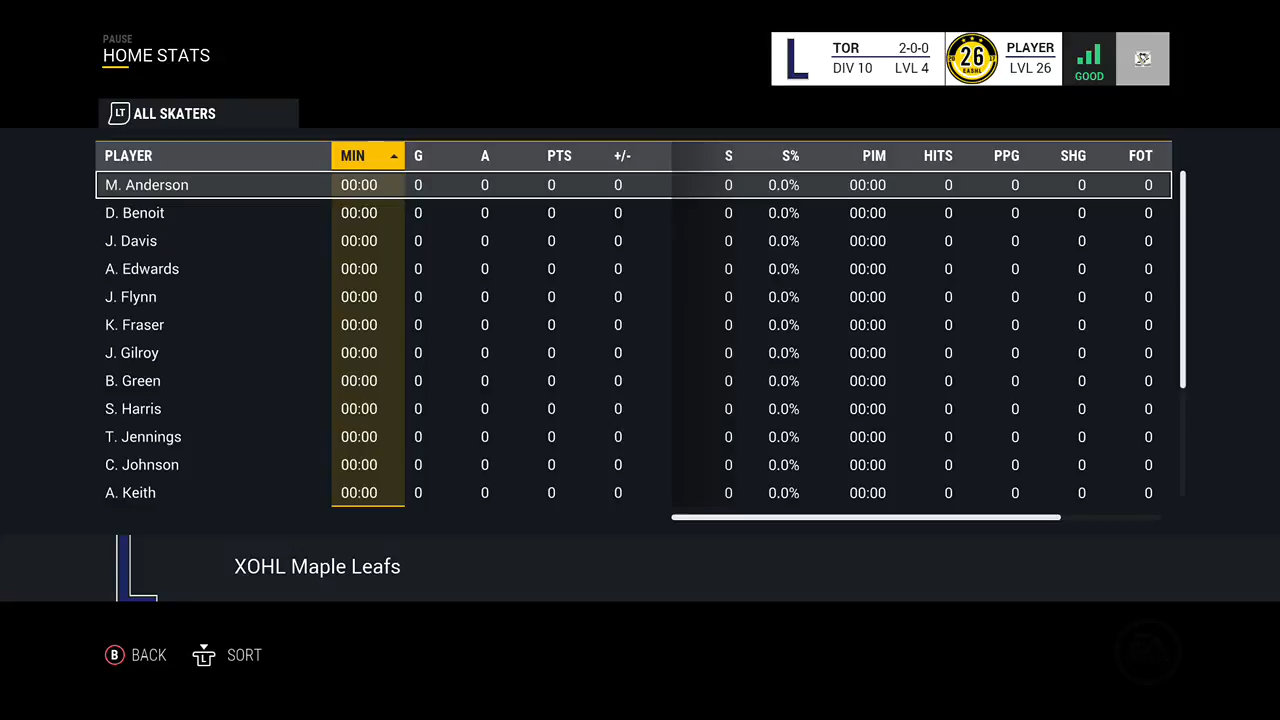 PAUSE
HOME STATS
L TOR 2-0-0 26 EASHL PLAYER
DIV 10 LVL 4 LVL 26 GOOD
LT ALL SKATERS
PLAYER MIN G A PTS +/- S S% PIM HITS PPG SHG FOT
M. Anderson 00:00 0 0 0 0 0 0.0% 00:00 0 0 0 0
D. Benoit 00:00 0 0 0 0 0 0.0% 00:00 0 0 0 0
J. Davis 00:00 0 0 0 0 0 0.0% 00:00 0 0 0 0
A. Edwards 00:00 0 0 0 0 0 0.0% 00:00 0 0 0 0
J. Flynn 00:00 0 0 0 0 0 0.0% 00:00 0 0 0 0
K. Fraser 00:00 0 0 0 0 0 0.0% 00:00 0 0 0 0
J. Gilroy 00:00 0 0 0 0 0 0.0% 00:00 0 0 0 0
B. Green 00:00 0 0 0 0 0 0.0% 00:00 0 0 0 0
S. Harris 00:00 0 0 0 0 0 0.0% 00:00 0 0 0 0
T. Jennings 00:00 0 0 0 0 0 0.0% 00:00 0 0 0 0
C. Johnson 00:00 0 0 0 0 0 0.0% 00:00 0 0 0 0
A. Keith 00:00 0 0 0 0 0 0.0% 00:00 0 0 0 0
L XOHL Maple Leafs
B BACK L SORT
EA